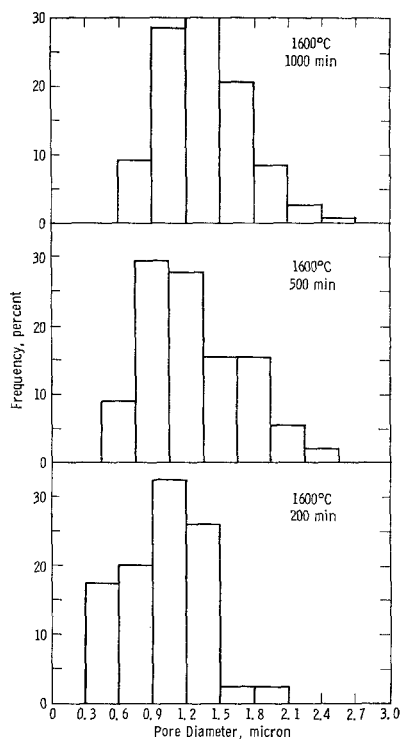 30
20
10
0
1600°C
1000 min
30
20
10
0
1600°C
500 min
30
20
10
0
1600°C
200 min
0 0.3 0.6 0.9 1.2 1.5 1.8 2.1 2.4 2.7 3.0
Pore Diameter, micron
Frequency, percent